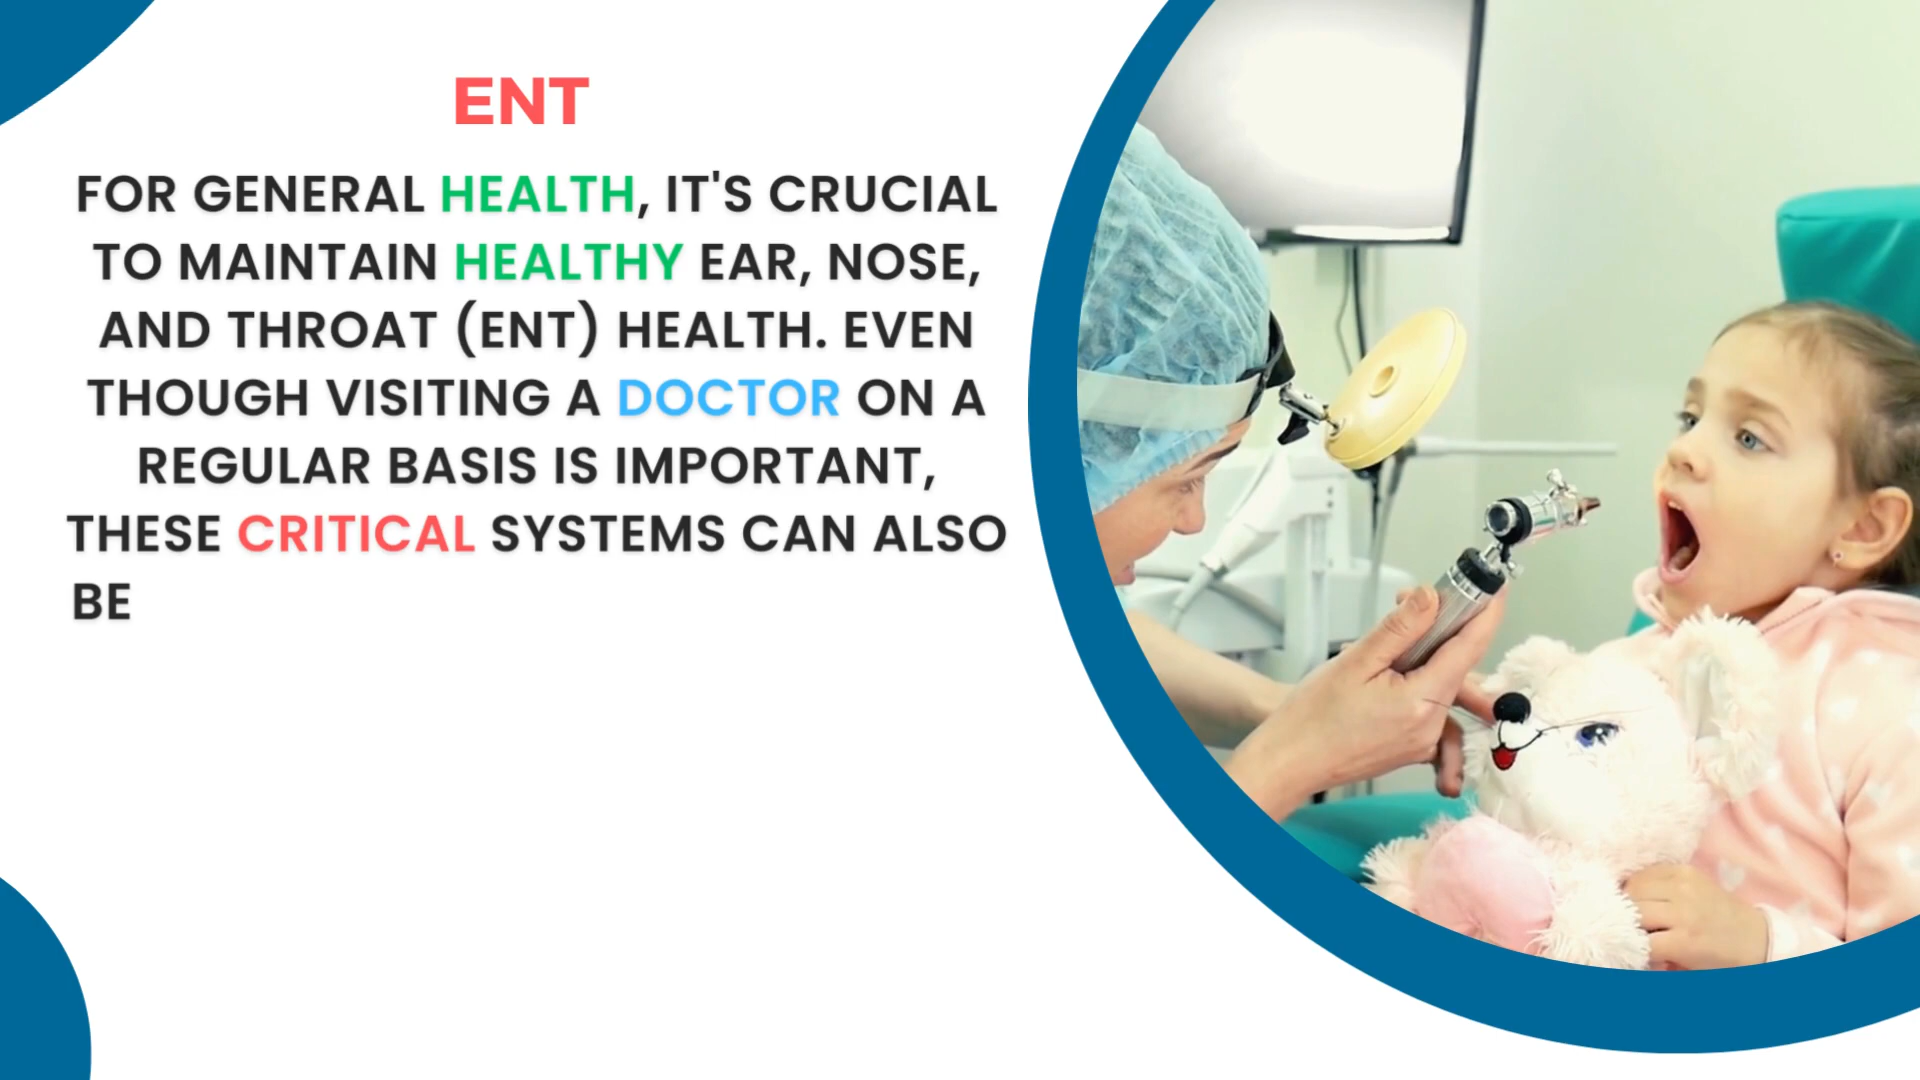 ENT
FOR GENERAL HEALTH, IT'S CRUCIAL
TO MAINTAIN HEALTHY EAR, NOSE,
AND THROAT (ENT) HEALTH. EVEN
THOUGH VISITING A DOCTOR ON A
REGULAR BASIS IS IMPORTANT,
THESE CRITICAL SYSTEMS CAN ALSO
BE